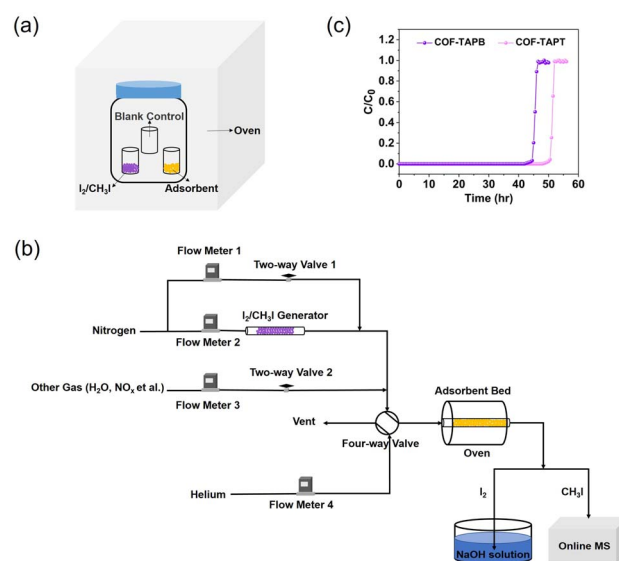 (a)
Blank Control
Oven
I₂/CH₃I
Adsorbent
(c)
COF-TAPB
COF-TAPT
C/C₀
1.2
1.0
0.8
0.6
0.4
0.2
0.0
0 10 20 30 40 50 60
Time (hr)
(b)
Flow Meter 1
Two-way Valve 1
I₂/CH₃I Generator
Nitrogen
Flow Meter 2
Two-way Valve 2
Other Gas (H₂O, NOₓ et al.)
Flow Meter 3
Adsorbent Bed
Vent
Four-way Valve
Oven
Helium
Flow Meter 4
I₂
CH₃I
NaOH solution
Online MS